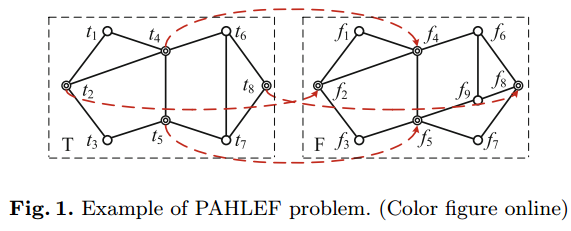 t₁ t₄ t₆ f₁ f₄ f₆
t₂ t₈ f₂ f₉ f₈
T t₃ t₅ t₇ F f₃ f₅ f₇
Fig. 1. Example of PAHLEF problem. (Color figure online)